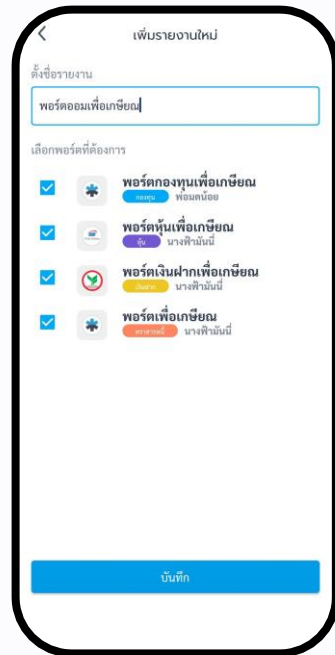 เพิ่มรายงานใหม่
ตั้งชื่อรายงาน
พอร์ตออมเพื่อเกษียณ
เลือกพอร์ตที่ต้องการ
พอร์ตกองทุนเพื่อเกษียณ
กองทุน พ่อมดน้อย
พอร์ตหุ้นเพื่อเกษียณ
หุ้น นางฟ้ามันนี่
พอร์ตเงินฝากเพื่อเกษียณ
เงินฝาก นางฟ้ามันนี่
พอร์ตเพื่อเกษียณ
ตราสารหนี้ นางฟ้ามันนี่
บันทึก